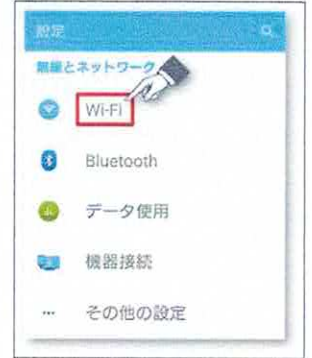 設定
無線とネットワーク
Wi-Fi
Bluetooth
データ使用
機器接続
その他の設定